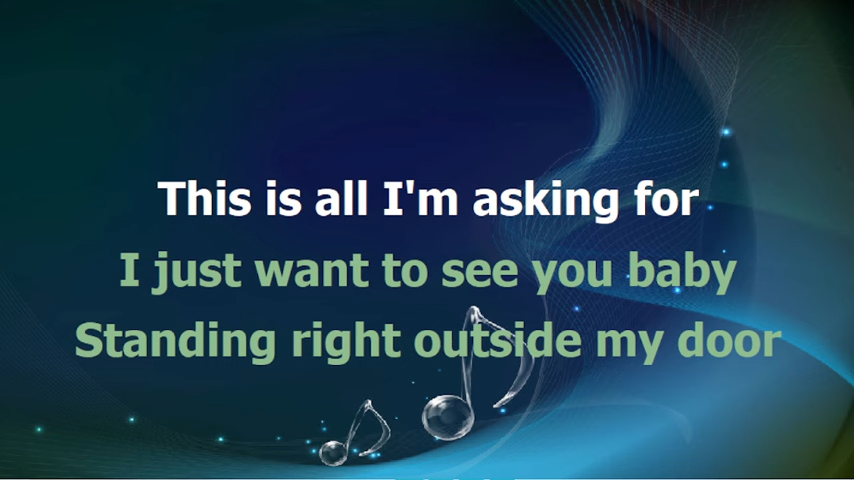 This is all I'm asking for
I just want to see you baby
Standing right outside my door